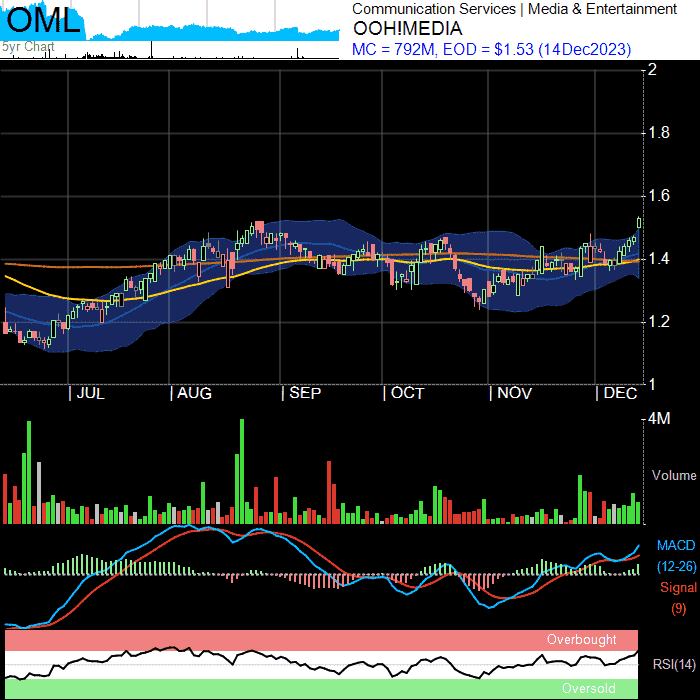 OML
5yr Chart
Communication Services | Media & Entertainment
OOH!MEDIA
MC = 792M, EOD = $1.53 (14Dec2023)
2
1.8
1.6
1.4
1.2
1
JUL
AUG
SEP
OCT
NOV
DEC
4M
Volume
MACD
(12-26)
Signal
(9)
Overbought
RSI(14)
Oversold